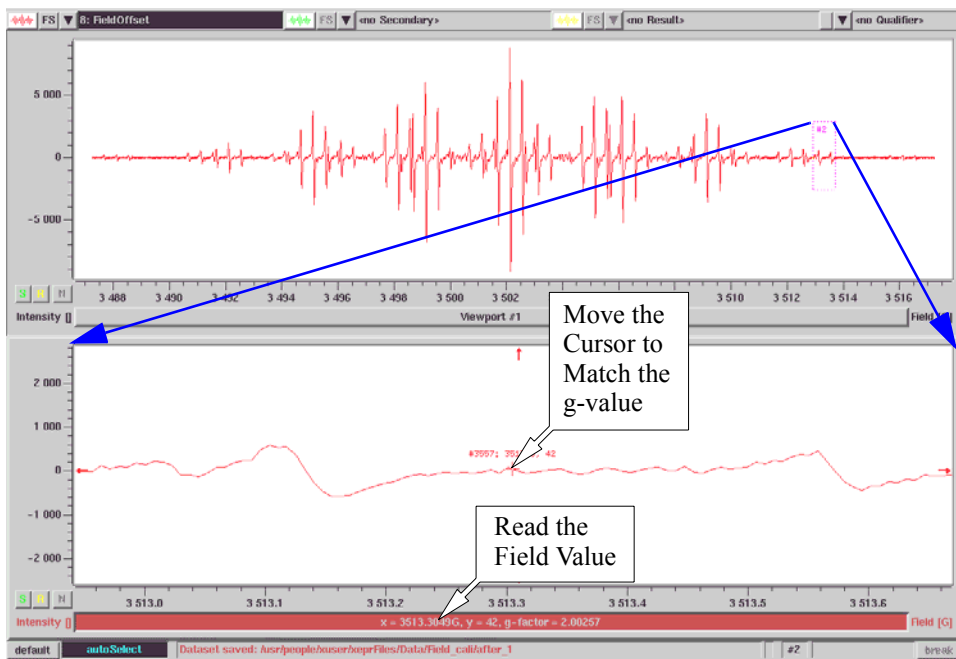 FS 8: FieldOffset FS <no Secondary> FS <no Result> <no Qualifier>
5 000
0
-5 000
#2
S N
3 488 3 490 3 492 3 494 3 496 3 498 3 500 3 502 3 510 3 512 3 514 3 516
Intensity [] Viewport #1 Field
Move the
Cursor to
Match the
g-value
2 000
1 000
0
-1 000
-2 000
42
Read the
Field Value
S N
3 513.0 3 513.1 3 513.2 3 513.3 3 513.4 3 513.5 3 513.6
Intensity [] x = 3513.3049G, y = 42, g-factor = 2.00257 Field [G]
default autoSelect Dataset saved: /usr/people/xuser/xeprFiles/Data/Field_cali/after_1 #2 break